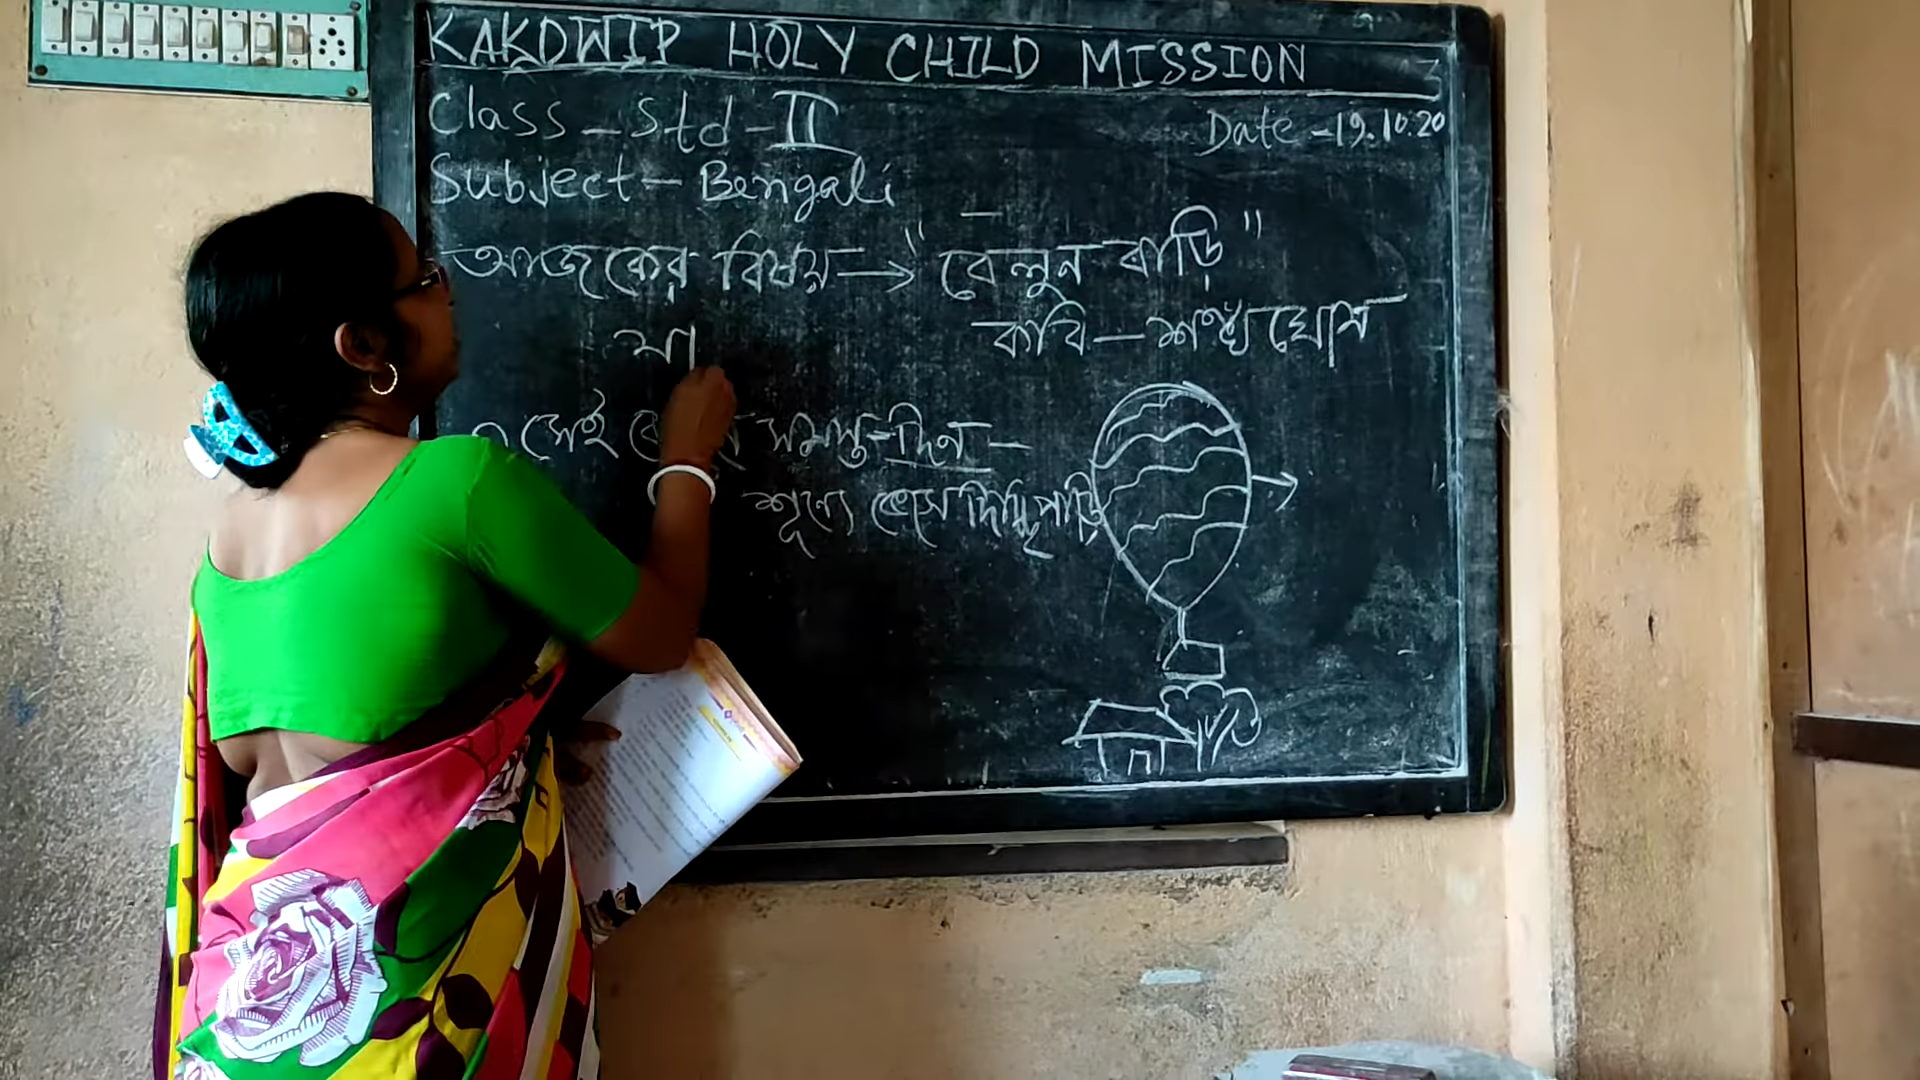 KAKDWIP HOLY CHILD MISSION
Class - Std - II
Date - 19.10.20
Subject - Bengali
আজকের বিষয় → "বেলুন বাড়ি"
কবি — শঙ্খ ঘোষ
সেই সমস্ত-দিন —
শূন্যে ভেসে দিচ্ছি পাড়ি